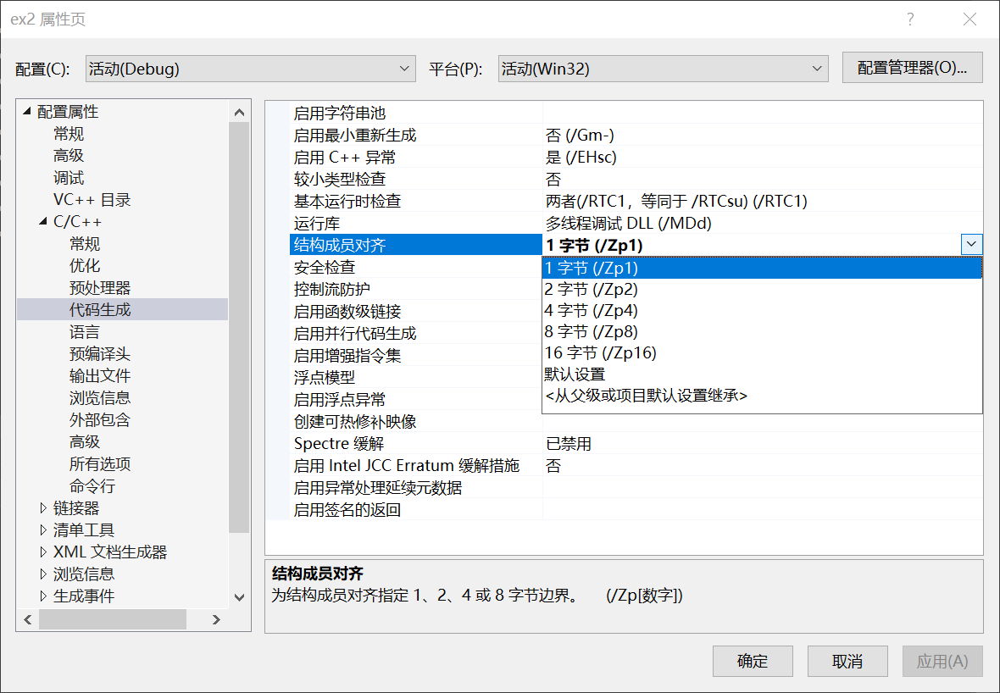 ex2 属性页
?
配置(C): 活动(Debug) 平台(P): 活动(Win32) 配置管理器(O)...
配置属性
常规
高级
调试
VC++ 目录
C/C++
常规
优化
预处理器
代码生成
语言
预编译头
输出文件
浏览信息
外部包含
高级
所有选项
命令行
链接器
清单工具
XML 文档生成器
浏览信息
生成事件
启用字符串池
启用最小重新生成 否 (/Gm-)
启用 C++ 异常 是 (/EHsc)
较小类型检查 否
基本运行时检查 两者(/RTC1，等同于 /RTCsu) (/RTC1)
运行库 多线程调试 DLL (/MDd)
结构成员对齐 1 字节 (/Zp1)
安全检查
控制流防护
启用函数级链接
启用并行代码生成
启用增强指令集
浮点模型
启用浮点异常
创建可热修补映像
Spectre 缓解 已禁用
启用 Intel JCC Erratum 缓解措施 否
启用异常处理延续元数据
启用签名的返回
1 字节 (/Zp1)
2 字节 (/Zp2)
4 字节 (/Zp4)
8 字节 (/Zp8)
16 字节 (/Zp16)
默认设置
<从父级或项目默认设置继承>
结构成员对齐
为结构成员对齐指定 1、2、4 或 8 字节边界。 (/Zp[数字])
确定 取消 应用(A)